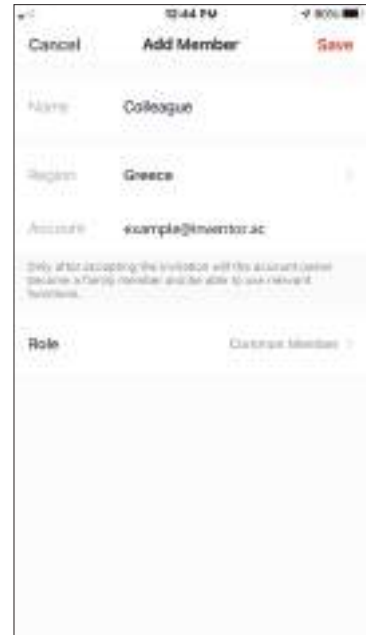 12:44 PM 90%
Cancel Add Member Save
Name Colleague
Region Greece
Account example@inventor.ac
Only after accepting the invitation will the account owner
become a family member and be able to use relevant
functions.
Role Common Member